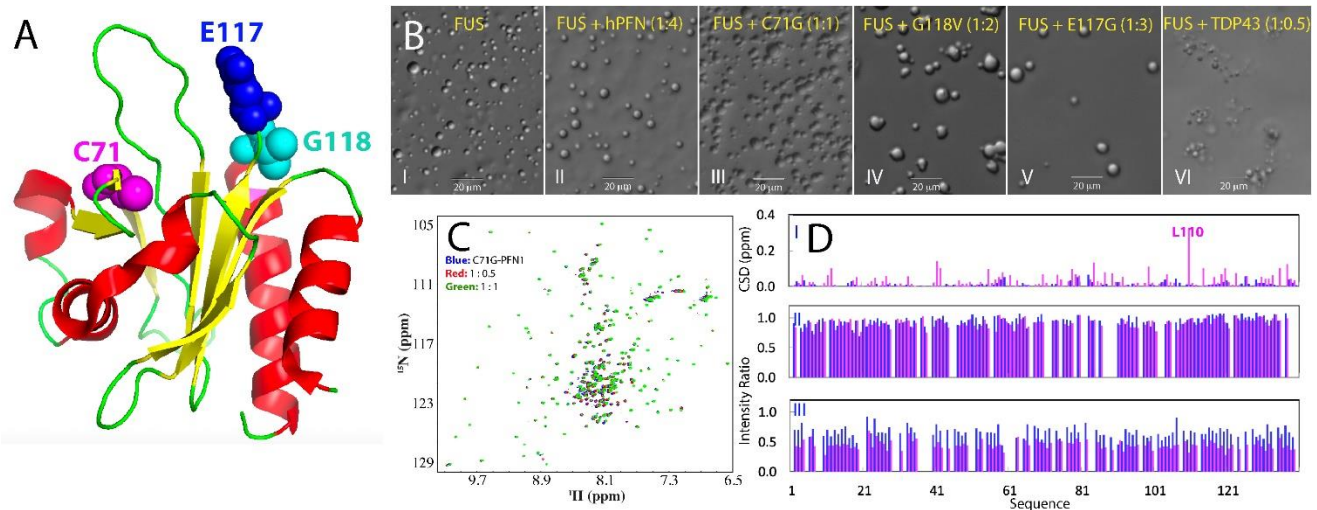 A
E117
G118
C71
B
FUS
FUS + hPFN (1:4)
FUS + C71G (1:1)
FUS + G118V (1:2)
FUS + E117G (1:3)
FUS + TDP43 (1:0.5)
I
II
III
IV
V
VI
20 µm
20 µm
20 µm
20 µm
20 µm
20 µm
C
Blue: C71G-PFN1
Red: 1 : 0.5
Green: 1 : 1
105
111
117
123
129
¹⁵N (ppm)
9.7
8.9
8.1
7.3
6.5
¹H (ppm)
D
I
L110
0.4
0.2
0.0
CSD (ppm)
II
1.0
0.5
0.0
III
1.0
0.5
0.0
Intensity Ratio
1
21
41
61
81
101
121
Sequence